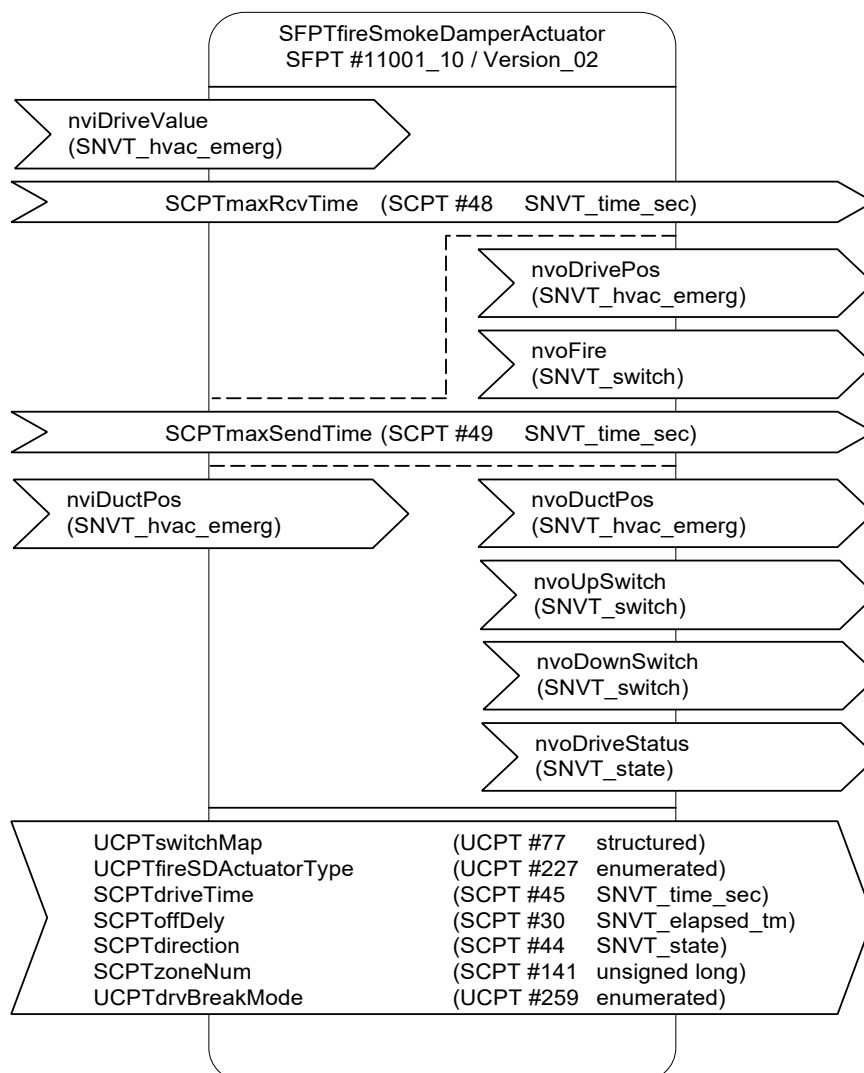 SFPTfireSmokeDamperActuator
SFPT #11001_10 / Version_02
nviDriveValue
(SNVT_hvac_emerg)
SCPTmaxRcvTime (SCPT #48 SNVT_time_sec)
nvoDrivePos
(SNVT_hvac_emerg)
nvoFire
(SNVT_switch)
SCPTmaxSendTime (SCPT #49 SNVT_time_sec)
nviDuctPos
(SNVT_hvac_emerg)
nvoDuctPos
(SNVT_hvac_emerg)
nvoUpSwitch
(SNVT_switch)
nvoDownSwitch
(SNVT_switch)
nvoDriveStatus
(SNVT_state)
UCPTswitchMap (UCPT #77 structured)
UCPTfireSDActuatorType (UCPT #227 enumerated)
SCPTdriveTime (SCPT #45 SNVT_time_sec)
SCPToffDely (SCPT #30 SNVT_elapsed_tm)
SCPTdirection (SCPT #44 SNVT_state)
SCPTzoneNum (SCPT #141 unsigned long)
UCPTdrvBreakMode (UCPT #259 enumerated)